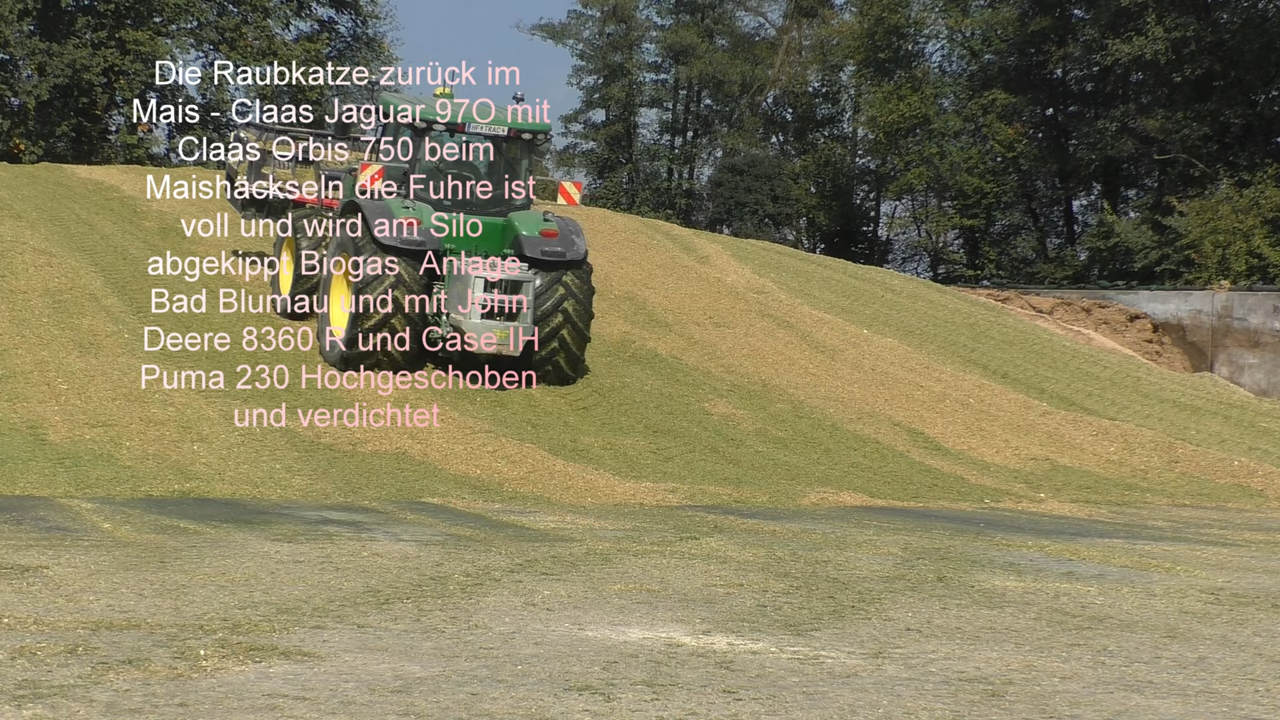 Die Raubkatze zurück im
Mais - Claas Jaguar 97O mit
Claas Orbis 750 beim
Maishäckseln die Fuhre ist
voll und wird am Silo
abgekippt Biogas Anlage
Bad Blumau und mit John
Deere 8360 R und Case IH
Puma 230 Hochgeschoben
und verdichtet